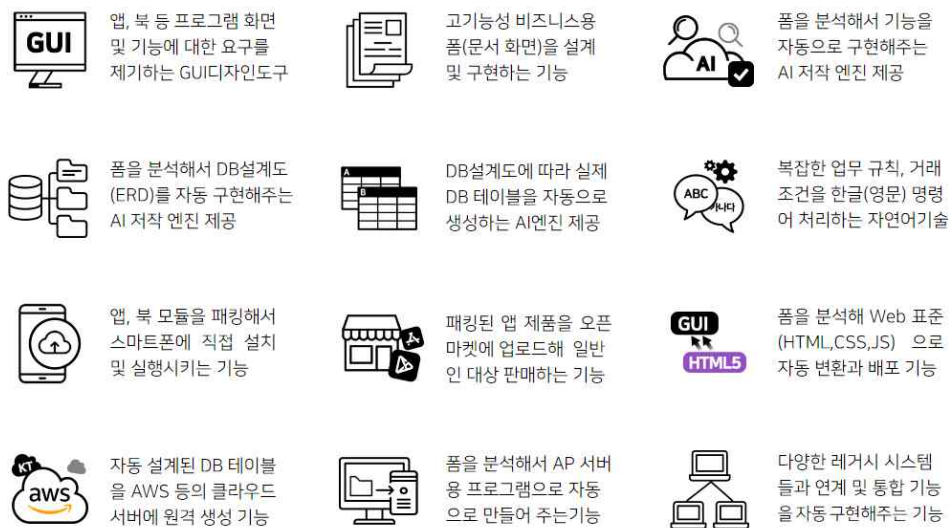 GUI
앱, 북 등 프로그램 화면
및 기능에 대한 요구를
제기하는 GUI디자인도구
고기능성 비즈니스용
폼(문서 화면)을 설계
및 구현하는 기능
AI
폼을 분석해서 기능을
자동으로 구현해주는
AI 저작 엔진 제공
폼을 분석해서 DB설계도
(ERD)를 자동 구현해주는
AI 저작 엔진 제공
A
B
DB설계도에 따라 실제
DB 테이블을 자동으로
생성하는 AI엔진 제공
ABC
가나다
복잡한 업무 규칙, 거래
조건을 한글(영문) 명령
어 처리하는 자연어기술
앱, 북 모듈을 패킹해서
스마트폰에 직접 설치
및 실행시키는 기능
패킹된 앱 제품을 오픈
마켓에 업로드해 일반
인 대상 판매하는 기능
GUI
HTML5
폼을 분석해 Web 표준
(HTML,CSS,JS) 으로
자동 변환과 배포 기능
KT
aws
자동 설계된 DB 테이블
을 AWS 등의 클라우드
서버에 원격 생성 기능
폼을 분석해서 AP 서버
용 프로그램으로 자동
으로 만들어 주는기능
다양한 레거시 시스템
들과 연계 및 통합 기능
을 자동 구현해주는 기능